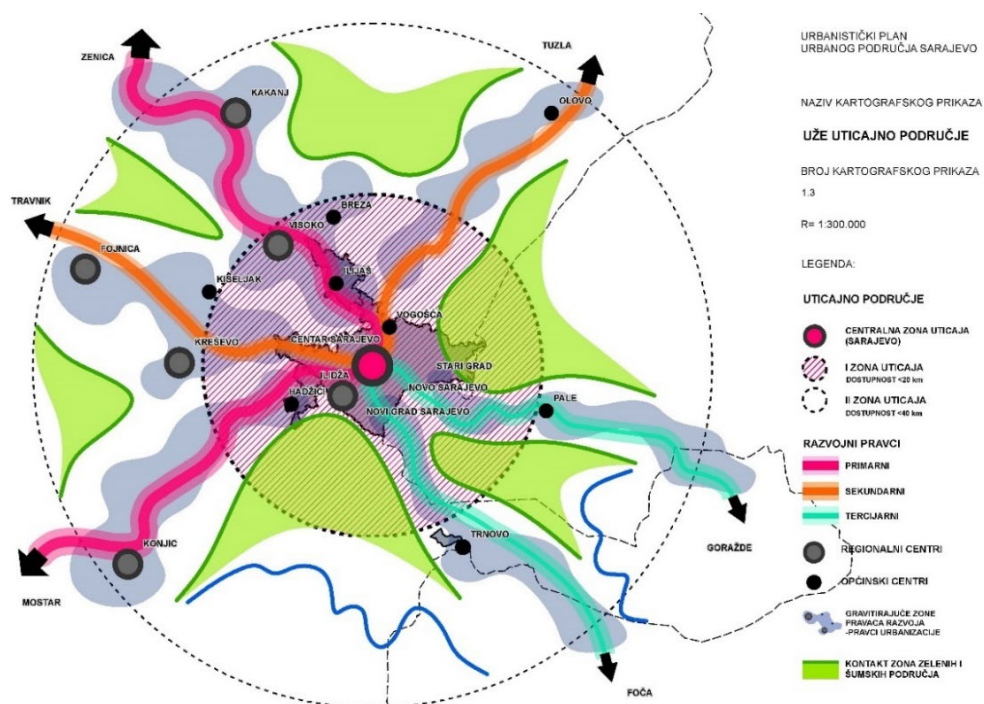 ZENICA
TUZLA
KAKANJ
OLOVO
BREZA
TRAVNIK
VISOKO
FOJNICA
ILIJAŠ
KISELJAK
VOGOŠĆA
CENTAR SARAJEVO
KREŠEVO
STARI GRAD
ILIDŽA
NOVO SARAJEVO
HADŽIĆI
PALE
NOVI GRAD SARAJEVO
TRNOVO
KONJIC
GORAŽDE
MOSTAR
FOČA
URBANISTIČKI PLAN
URBANOG PODRUČJA SARAJEVO
NAZIV KARTOGRAFSKOG PRIKAZA
UŽE UTICAJNO PODRUČJE
BROJ KARTOGRAFSKOG PRIKAZA
1.3
R= 1:300.000
LEGENDA:
UTICAJNO PODRUČJE
CENTRALNA ZONA UTICAJA
(SARAJEVO)
I ZONA UTICAJA
DOSTUPNOST <20 km
II ZONA UTICAJA
DOSTUPNOST <40 km
RAZVOJNI PRAVCI
PRIMARNI
SEKUNDARNI
TERCIJARNI
REGIONALNI CENTRI
OPĆINSKI CENTRI
GRAVITIRAJUĆE ZONE
PRAVACA RAZVOJA
-PRAVCI URBANIZACIJE
KONTAKT ZONA ZELENIH I
ŠUMSKIH PODRUČJA